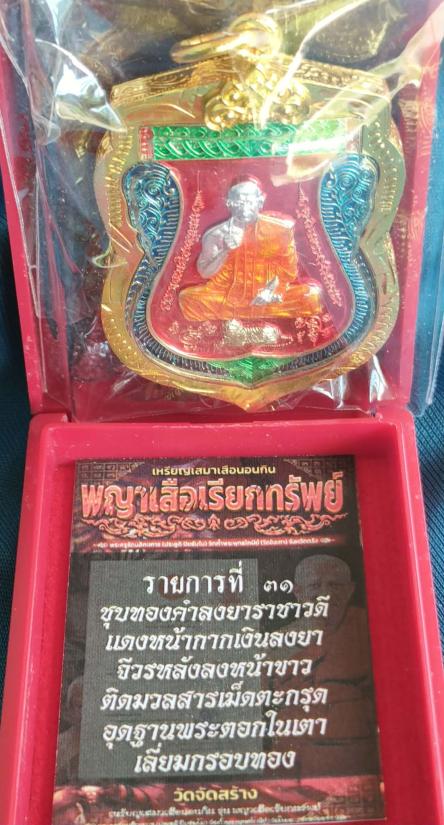 เหรียญเสมาเสือนอนกิน
พญาเสือเรียกทรัพย์
รายการที่ ๓๑
ชุบทองคำลงยาราชาวดี
แดงหน้ากากเงินลงยา
จีวรหลังลงหน้าขาว
ติดมวลสารเม็ดตะกรุด
อุดฐานพระตอกในเตา
เลี่ยมกรอบทอง
วัดจัดสร้าง